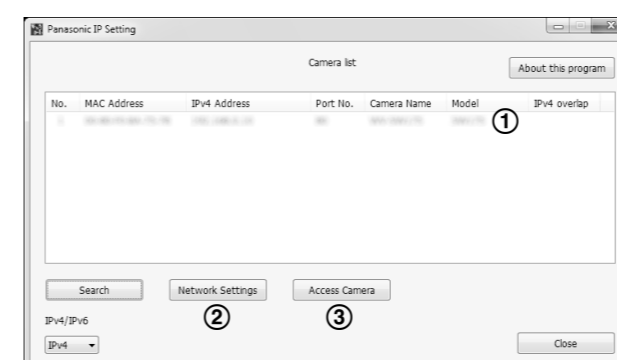 Panasonic IP Setting
Camera list
About this program
No. MAC Address IPv4 Address Port No. Camera Name Model IPv4 overlap
①
Search Network Settings Access Camera
② ③
IPv4/IPv6
IPv4 Close